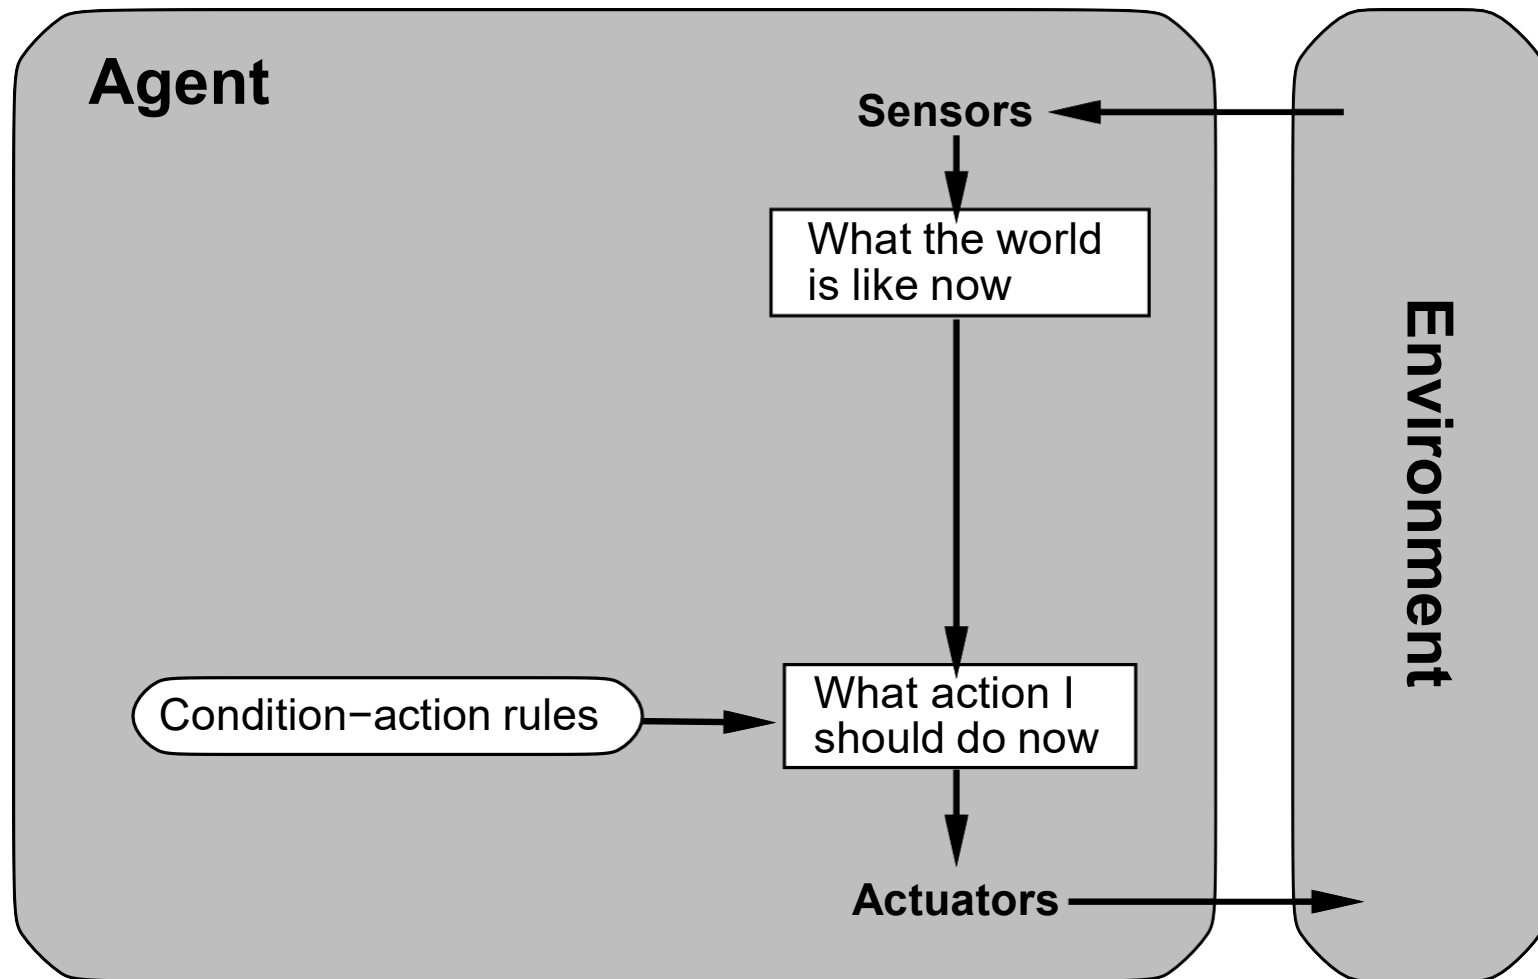 Agent
Sensors
What the world
is like now
Environment
Condition−action rules
What action I
should do now
Actuators